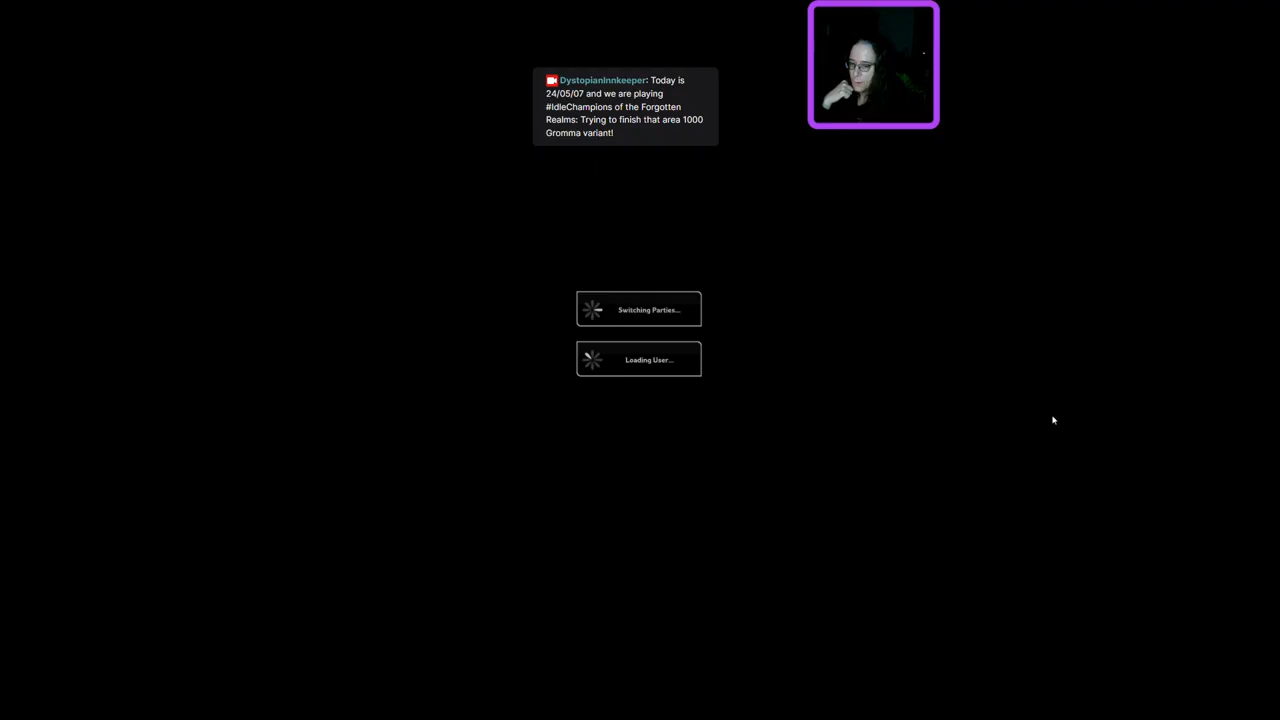 DystopianInnkeeper: Today is
24/05/07 and we are playing
#IdleChampions of the Forgotten
Realms: Trying to finish that area 1000
Gromma variant!
Switching Parties...
Loading User...